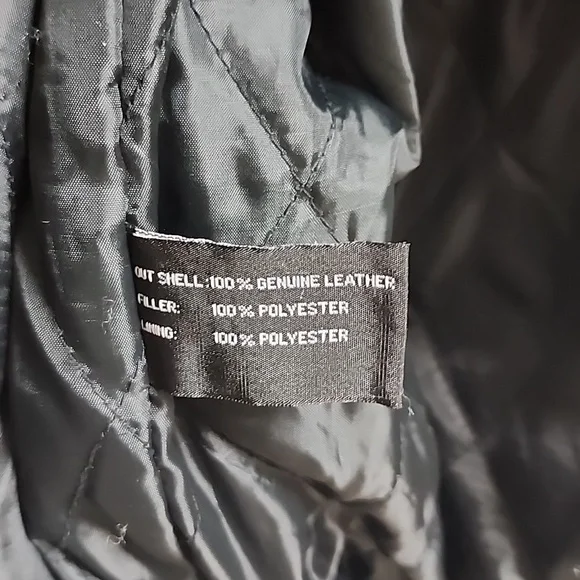 OUT SHELL:100% GENUINE LEATHER
FILLER: 100% POLYESTER
LINING: 100% POLYESTER